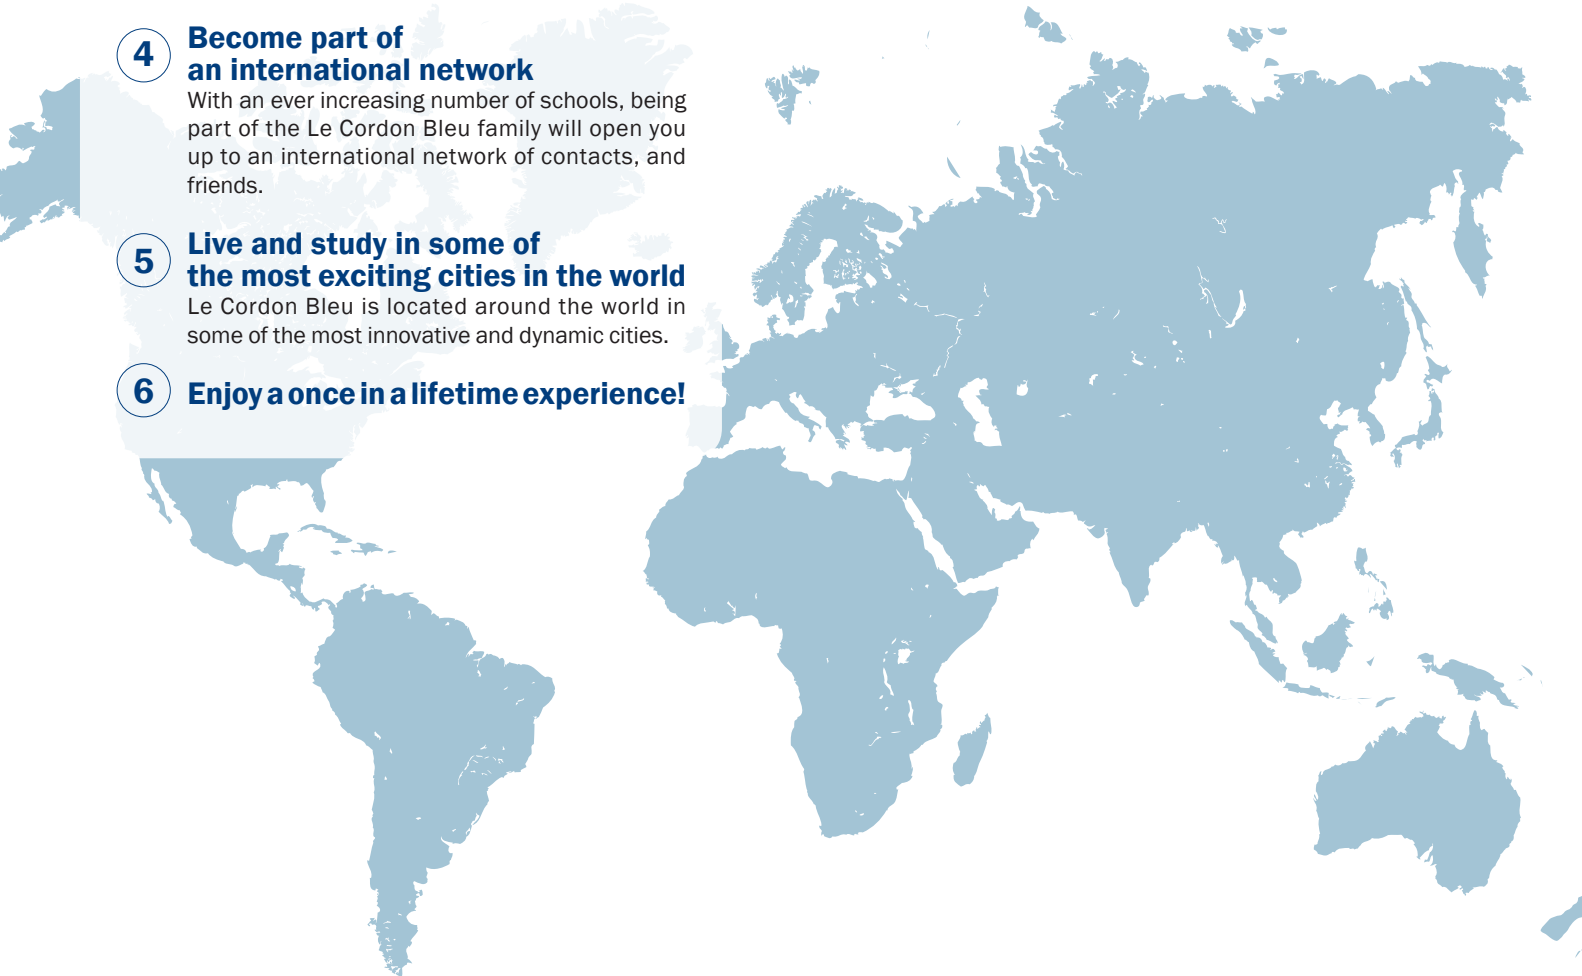 4
Become part of
an international network
With an ever increasing number of schools, being
part of the Le Cordon Bleu family will open you
up to an international network of contacts, and
friends.
5
Live and study in some of
the most exciting cities in the world
Le Cordon Bleu is located around the world in
some of the most innovative and dynamic cities.
6
Enjoy a once in a lifetime experience!